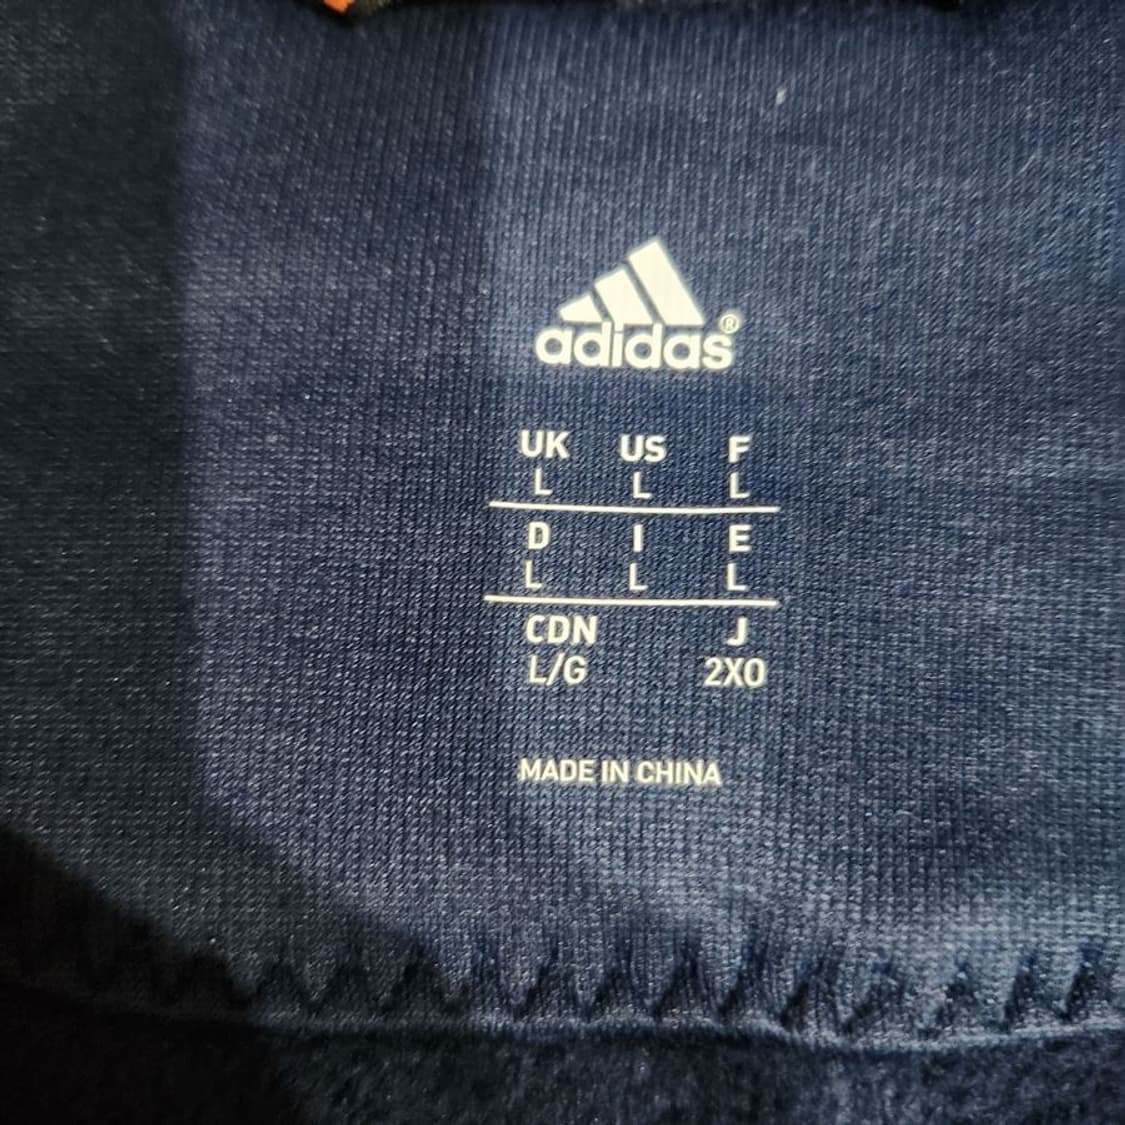 adidas®
UK US F
L L L
D I E
L L L
CDN J
L/G 2XO
MADE IN CHINA